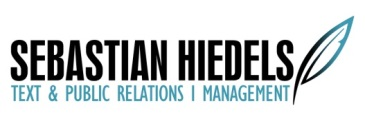 SEBASTIAN HIEDELS
TEXT & PUBLIC RELATIONS | MANAGEMENT